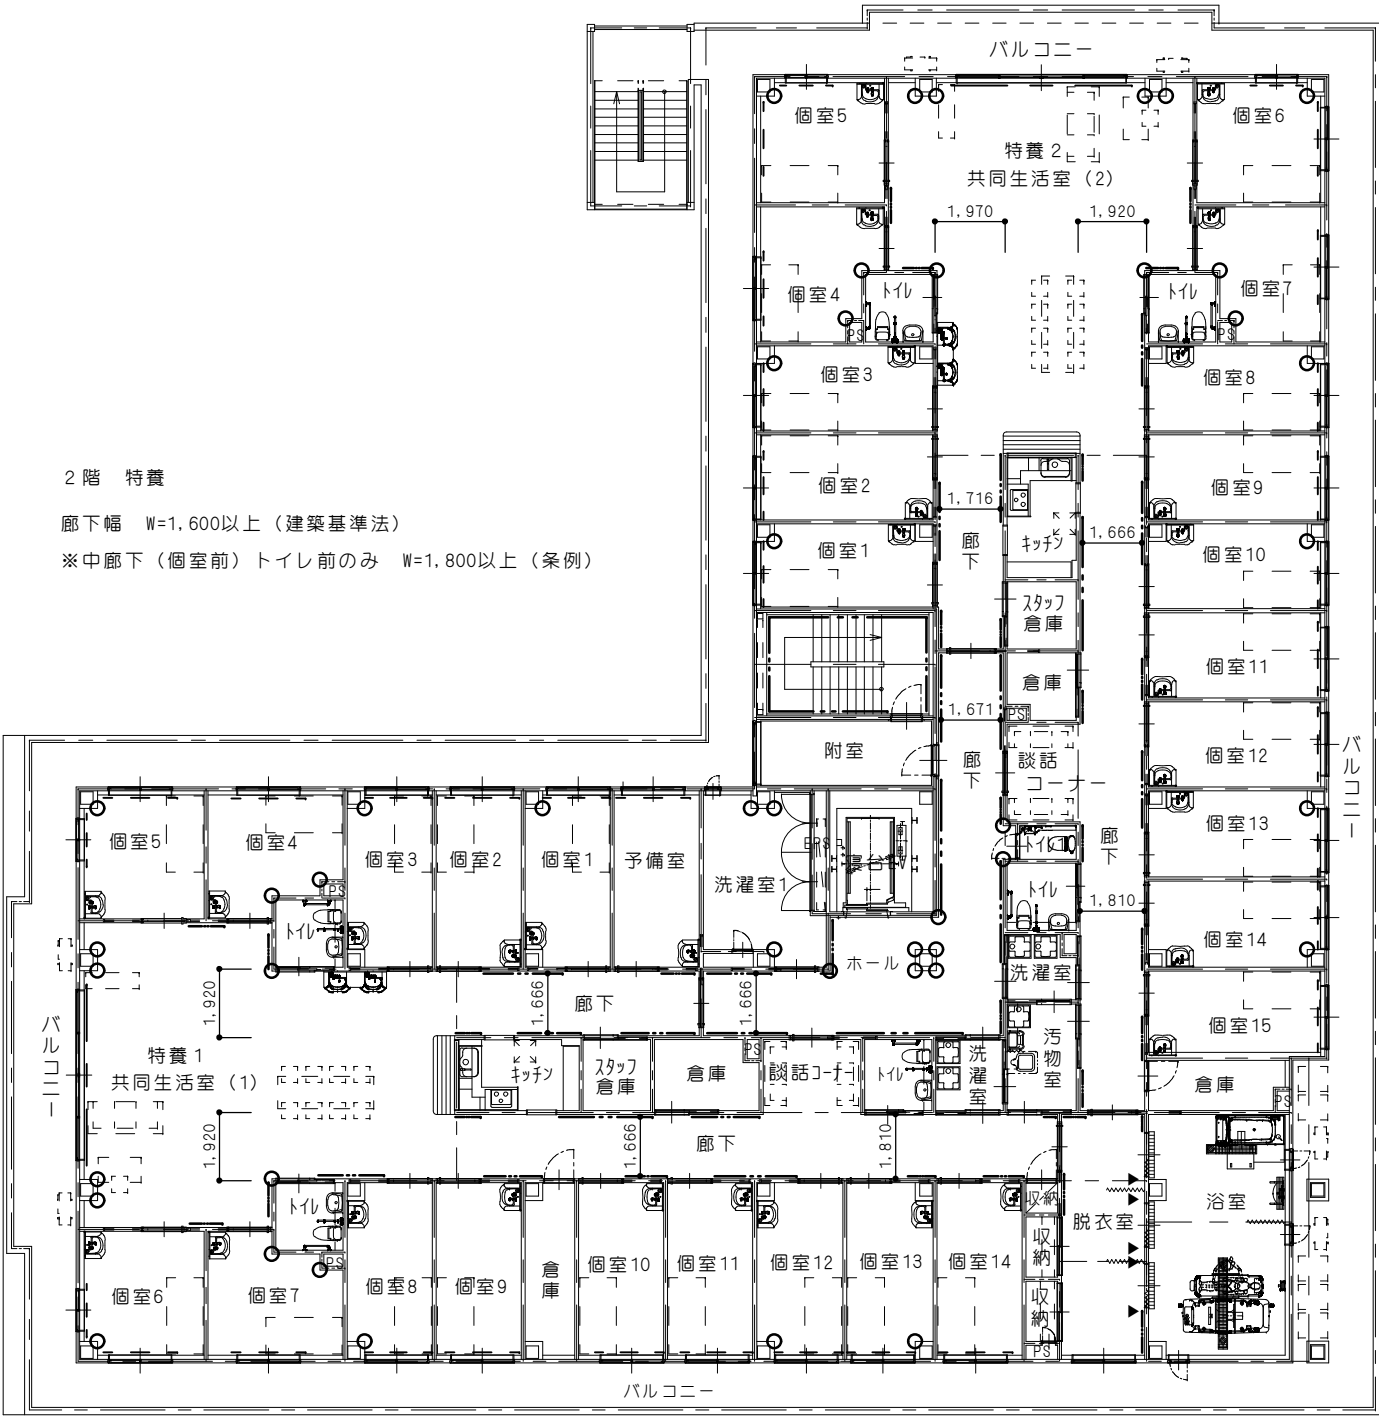 バルコニー
個室5
個室6
特養2
共同生活室（2）
1,970
1,920
個室4
トイレ
トイレ
個室7
PS
PS
個室3
個室8
2階　特養
廊下幅　W=1,600以上（建築基準法）
※中廊下（個室前）トイレ前のみ　W=1,800以上（条例）
個室2
個室9
1,716
1,666
個室1
廊下
キッチン
個室10
スタッフ
倉庫
個室11
倉庫
1,671
PS
附室
廊下
談話
コーナー
個室12
バルコニー
個室5
個室4
個室3
個室2
個室1
予備室
洗濯室1
EPS
寝台
トイレ1
廊下
個室13
PS
トイレ
トイレ
1,810
個室14
ホール
洗濯室
1,920
1,666
廊下
1,666
個室15
バルコニー
特養1
共同生活室（1）
キッチン
スタッフ
倉庫
倉庫
PS
談話コーナー
トイレ
洗濯室
汚物室
倉庫
PS
1,920
1,666
廊下
1,810
トイレ
PS
収納
脱衣室
浴室
個室6
個室7
個室8
個室9
倉庫
個室10
個室11
個室12
個室13
個室14
収納
収納
PS
バルコニー